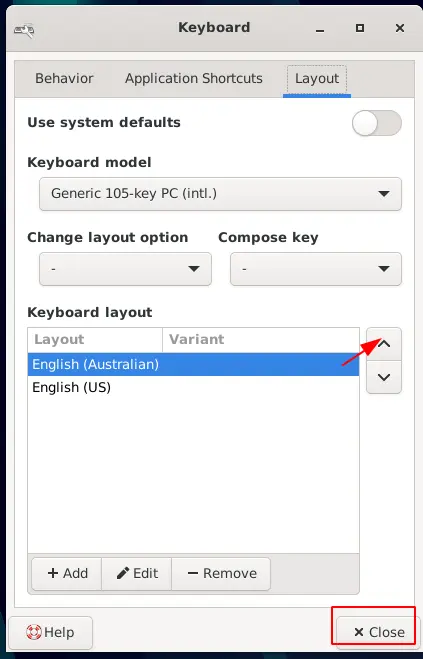 Keyboard
Behavior Application Shortcuts Layout
Use system defaults
Keyboard model
Generic 105-key PC (intl.)
Change layout option Compose key
- -
Keyboard layout
Layout Variant
English (Australian)
English (US)
Add Edit Remove
Help Close